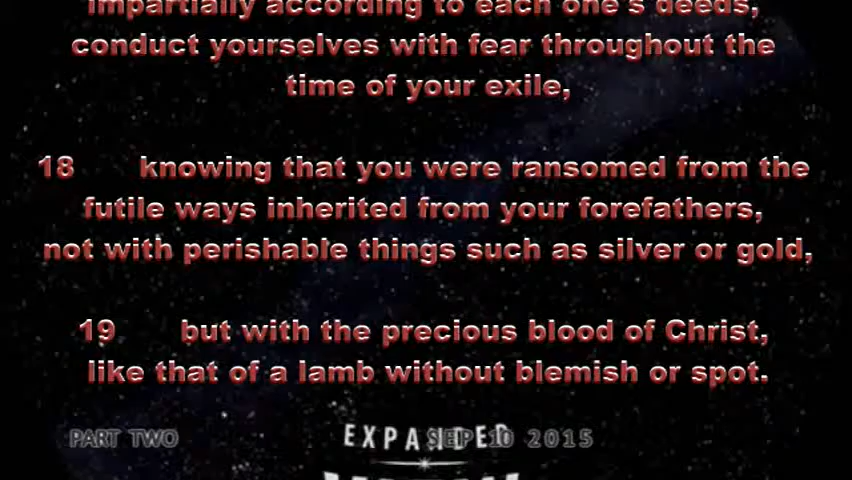 impartially according to each one's deeds,
conduct yourselves with fear throughout the
time of your exile,
18 knowing that you were ransomed from the
futile ways inherited from your forefathers,
not with perishable things such as silver or gold,
19 but with the precious blood of Christ,
like that of a lamb without blemish or spot.
PART TWO EXPANDED SEP 10 2015